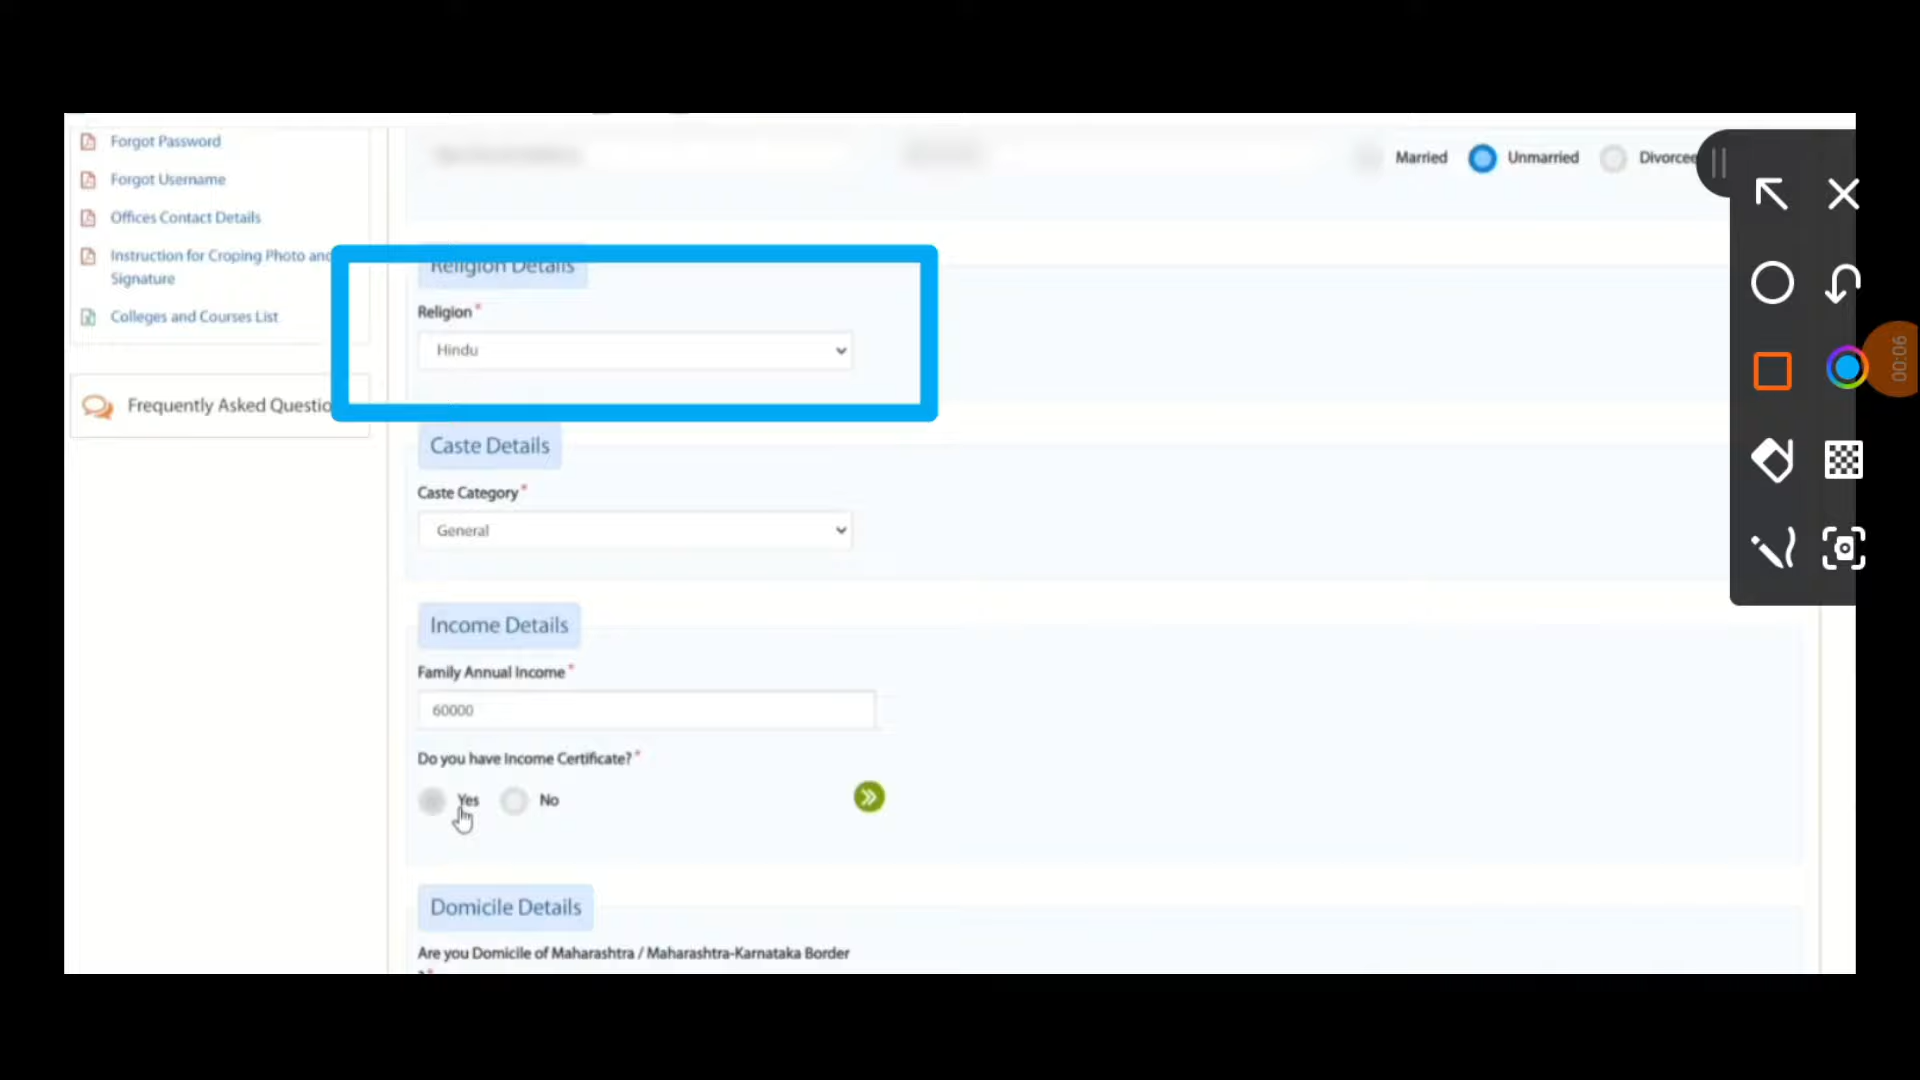 Forgot Password
Forgot Username
Offices Contact Details
Instruction for Croping Photo and
Signature
Colleges and Courses List
Frequently Asked Questio
Married
Unmarried
Divorcee
Religion Details
Religion *
Hindu
Caste Details
Caste Category *
General
Income Details
Family Annual Income *
60000
Do you have Income Certificate? *
Yes
No
Domicile Details
Are you Domicile of Maharashtra / Maharashtra-Karnataka Border
? *
00:06